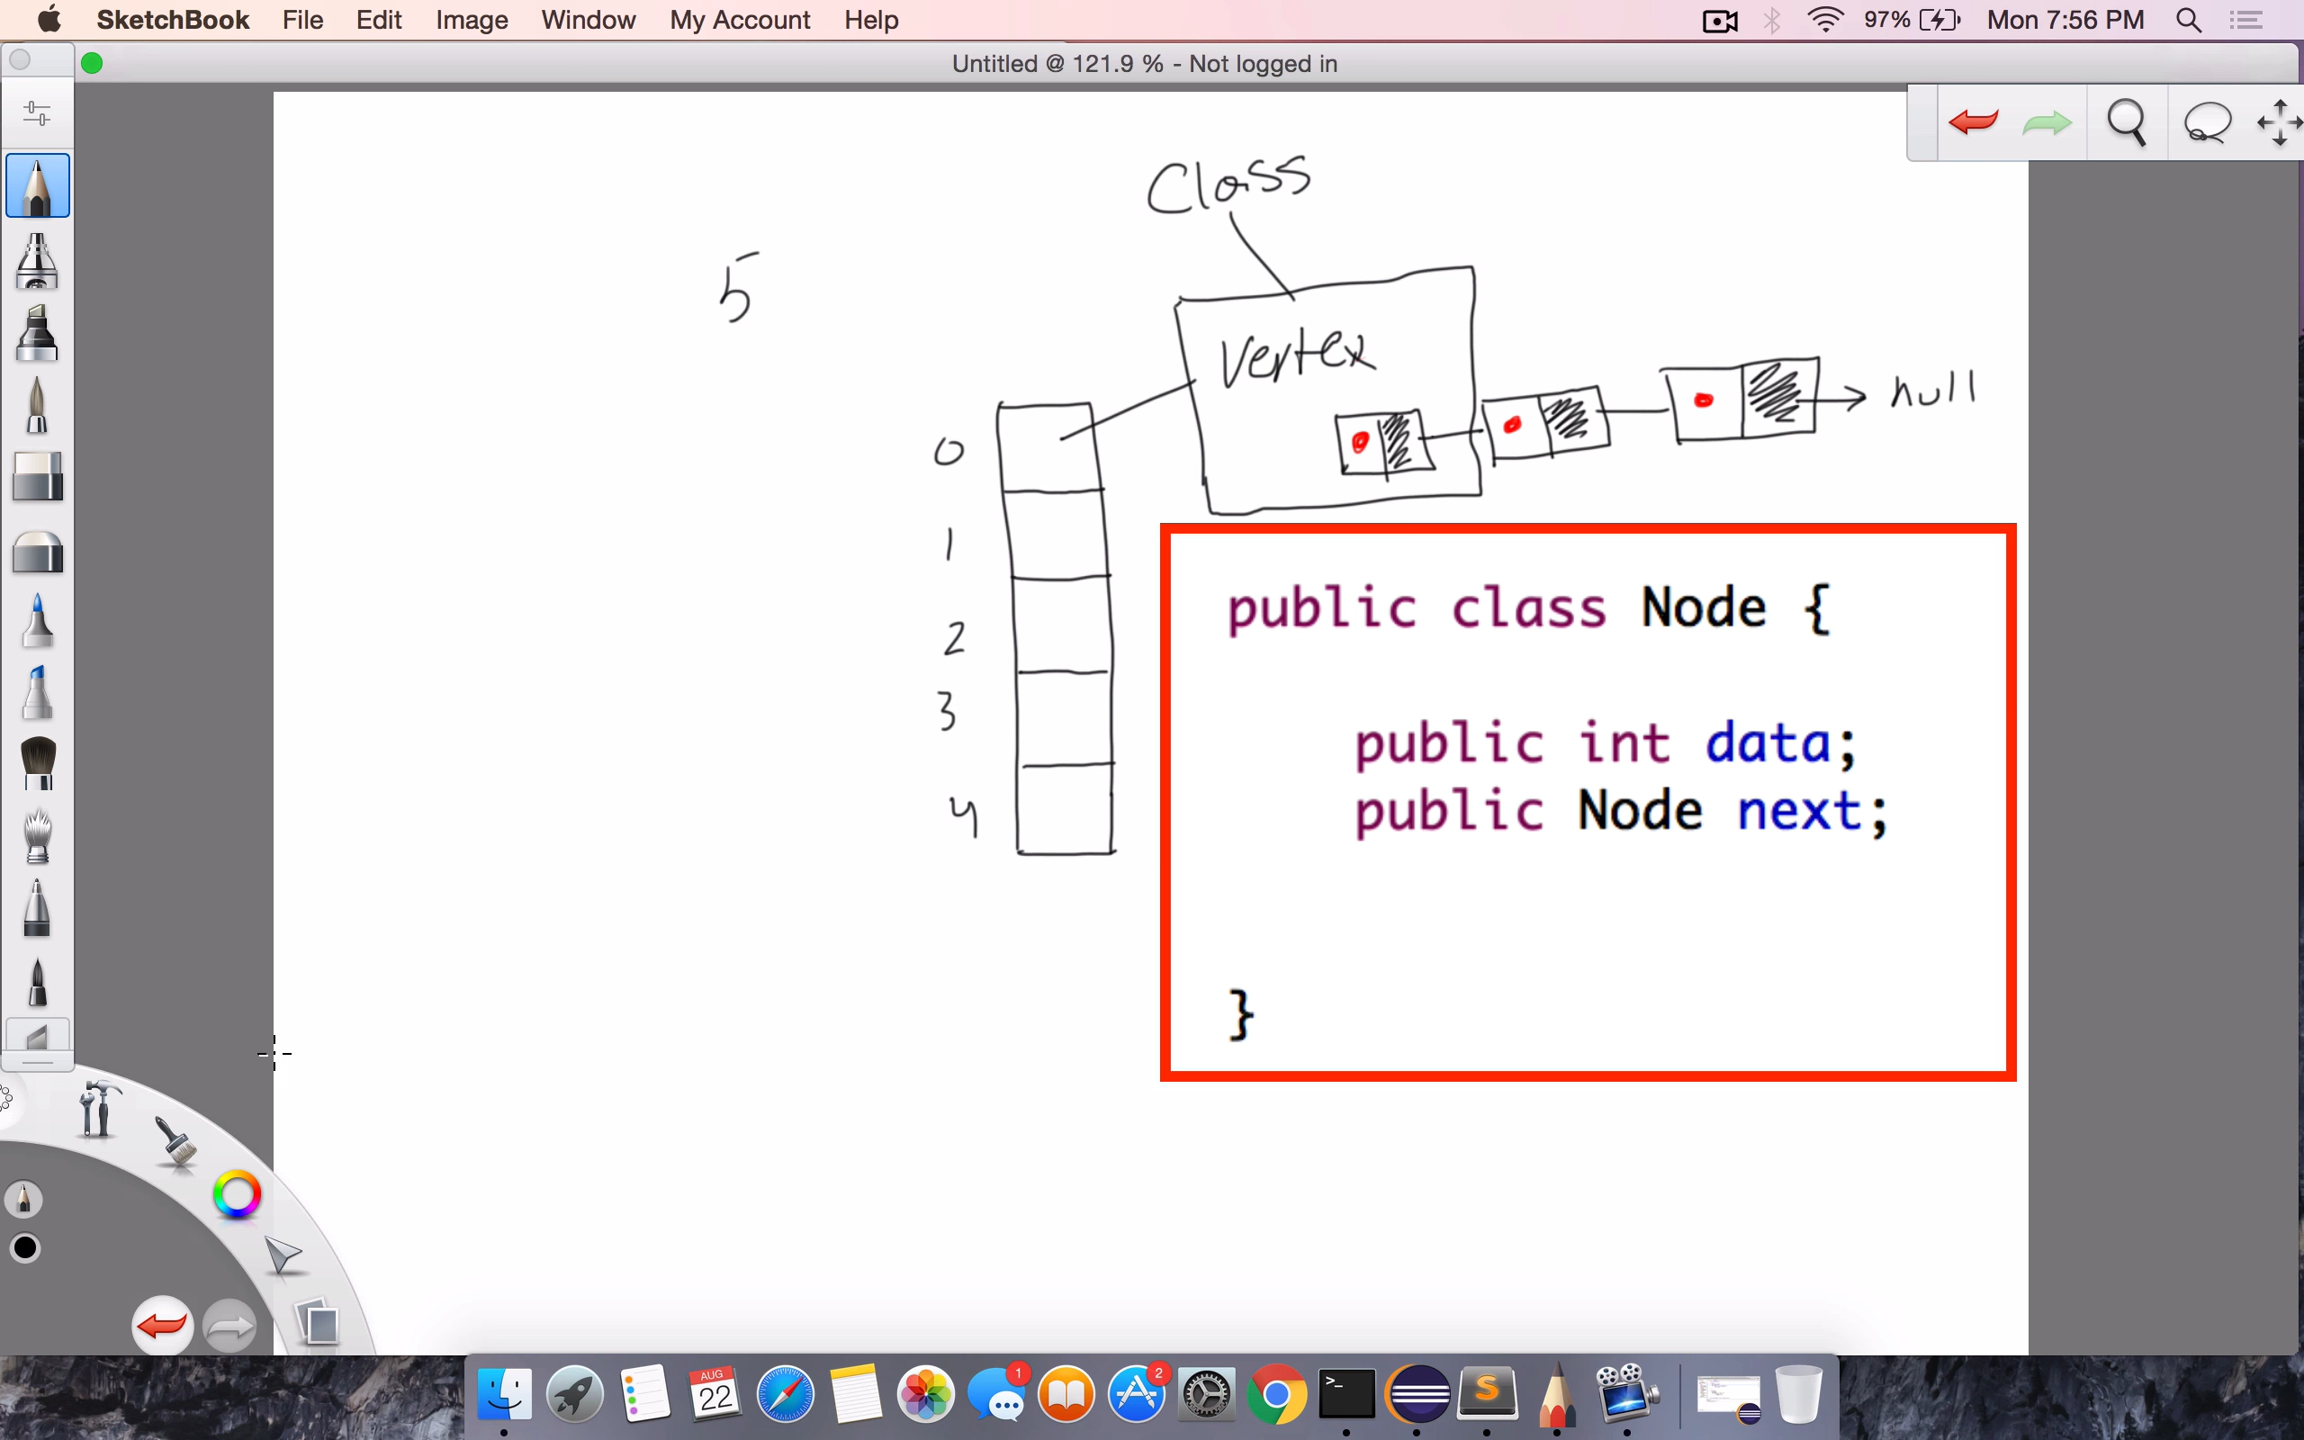 SketchBook File Edit Image Window My Account Help 97% Mon 7:56 PM
Untitled @ 121.9 % - Not logged in
Class
5
Vertex
null
0
1
2
3
4
public class Node {
public int data;
public Node next;
}
1
AUG
22
2
>_
S